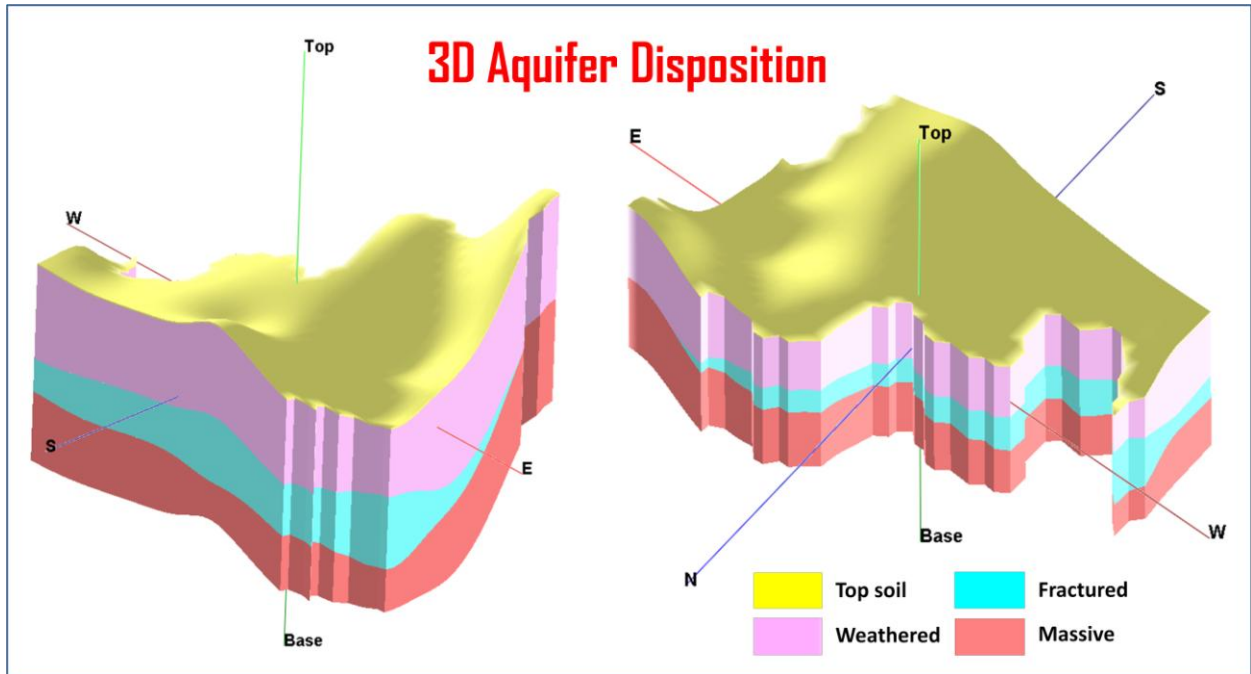 3D Aquifer Disposition
Top
W
S
E
Base
E
Top
S
N
Base
W
Top soil
Fractured
Weathered
Massive